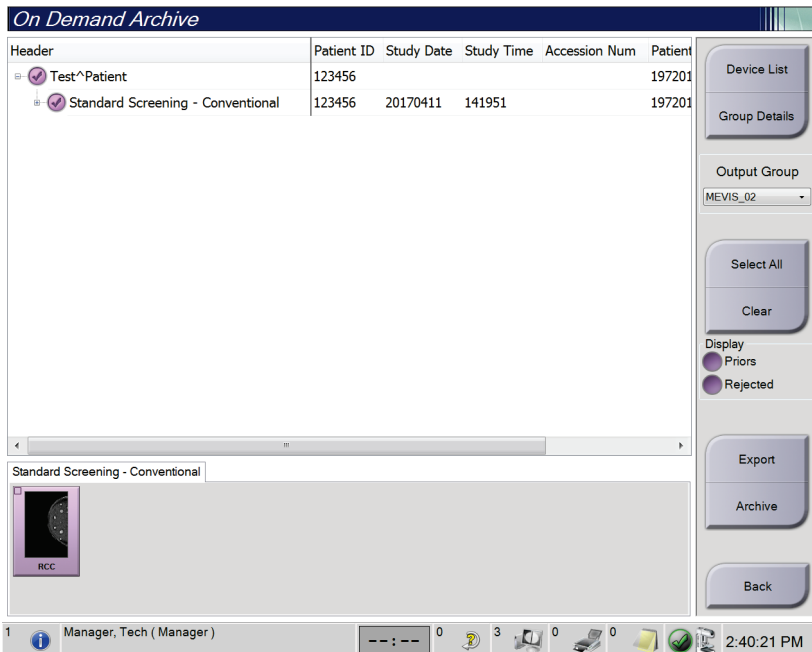 On Demand Archive
Header Patient ID Study Date Study Time Accession Num Patient
Test^Patient 123456 197201
Standard Screening - Conventional 123456 20170411 141951 197201
Device List
Group Details
Output Group
MEVIS_02
Select All
Clear
Display
Priors
Rejected
Export
Archive
Back
Standard Screening - Conventional
RCC
1 Manager, Tech ( Manager ) --:-- 0 3 0 0 2:40:21 PM